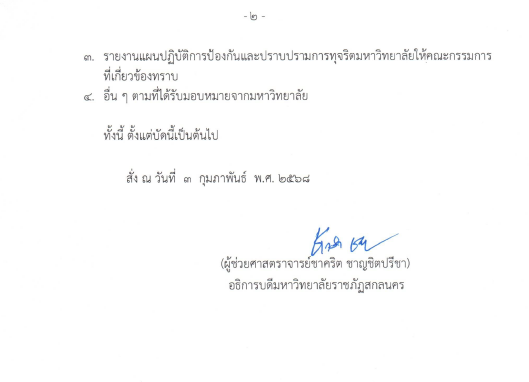 -๒-
๓. รายงานแผนปฏิบัติการป้องกันและปราบปรามการทุจริตมหาวิทยาลัยให้คณะกรรมการ
ที่เกี่ยวข้องทราบ
๔. อื่น ๆ ตามที่ได้รับมอบหมายจากมหาวิทยาลัย
ทั้งนี้ ตั้งแต่บัดนี้เป็นต้นไป
สั่ง ณ วันที่ ๓ กุมภาพันธ์ พ.ศ. ๒๕๖๘
(ผู้ช่วยศาสตราจารย์ชาคริต ชาญชิตปรีชา)
อธิการบดีมหาวิทยาลัยราชภัฏสกลนคร